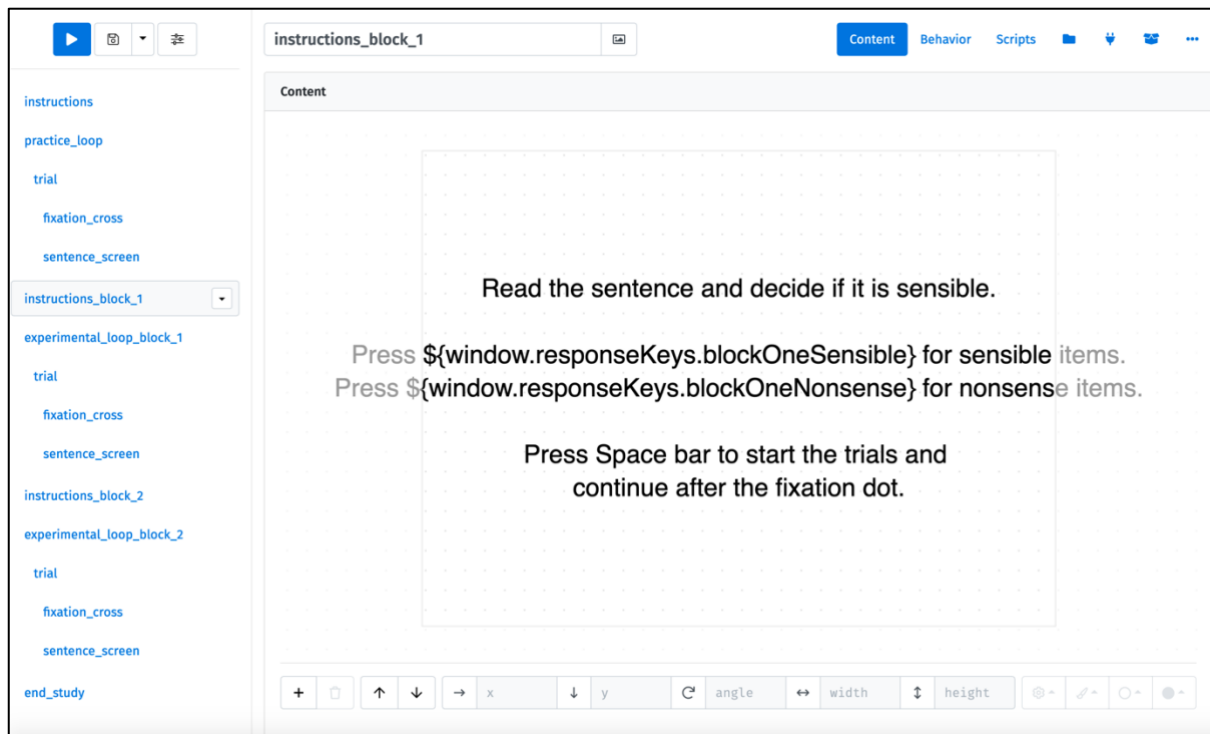 instructions_block_1
Content
Behavior
Scripts
instructions
practice_loop
trial
fixation_cross
sentence_screen
instructions_block_1
experimental_loop_block_1
trial
fixation_cross
sentence_screen
instructions_block_2
experimental_loop_block_2
trial
fixation_cross
sentence_screen
end_study
Content
Read the sentence and decide if it is sensible.
Press ${window.responseKeys.blockOneSensible} for sensible items.
Press ${window.responseKeys.blockOneNonsense} for nonsense items.
Press Space bar to start the trials and
continue after the fixation dot.
x
y
angle
width
height